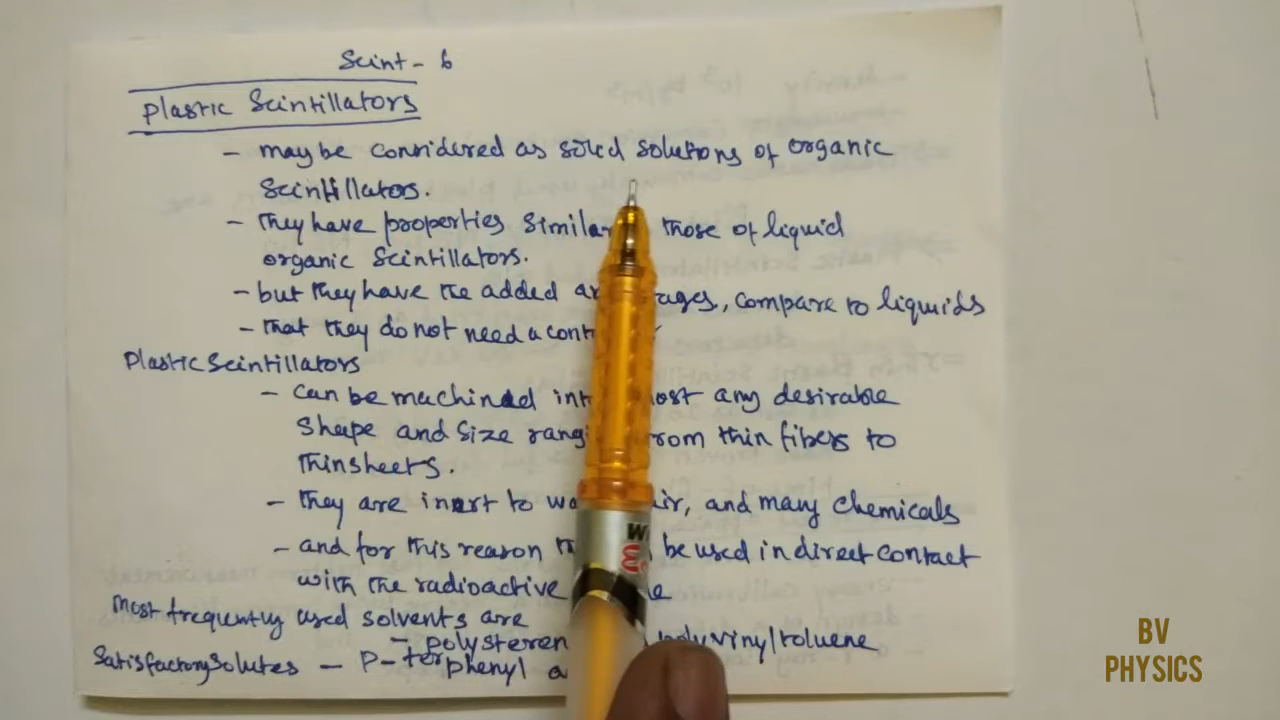 Scint - 6
Plastic Scintillators
- may be considered as solid solutions of organic
Scintillators.
- They have properties similar those of liquid
organic Scintillators.
- but they have the added compare to liquids
- that they do not need a
Plastic Scintillators
- can be machined any desirable
shape and size from thin fibers to
thin sheets.
- they are inert to air, and many chemicals
- and for this reason be used in direct contact
with the radioactive
most frequently used solvents are
- polysteren polyvinyltoluene
Satisfactory solutes - P-terphenyl
BV
PHYSICS